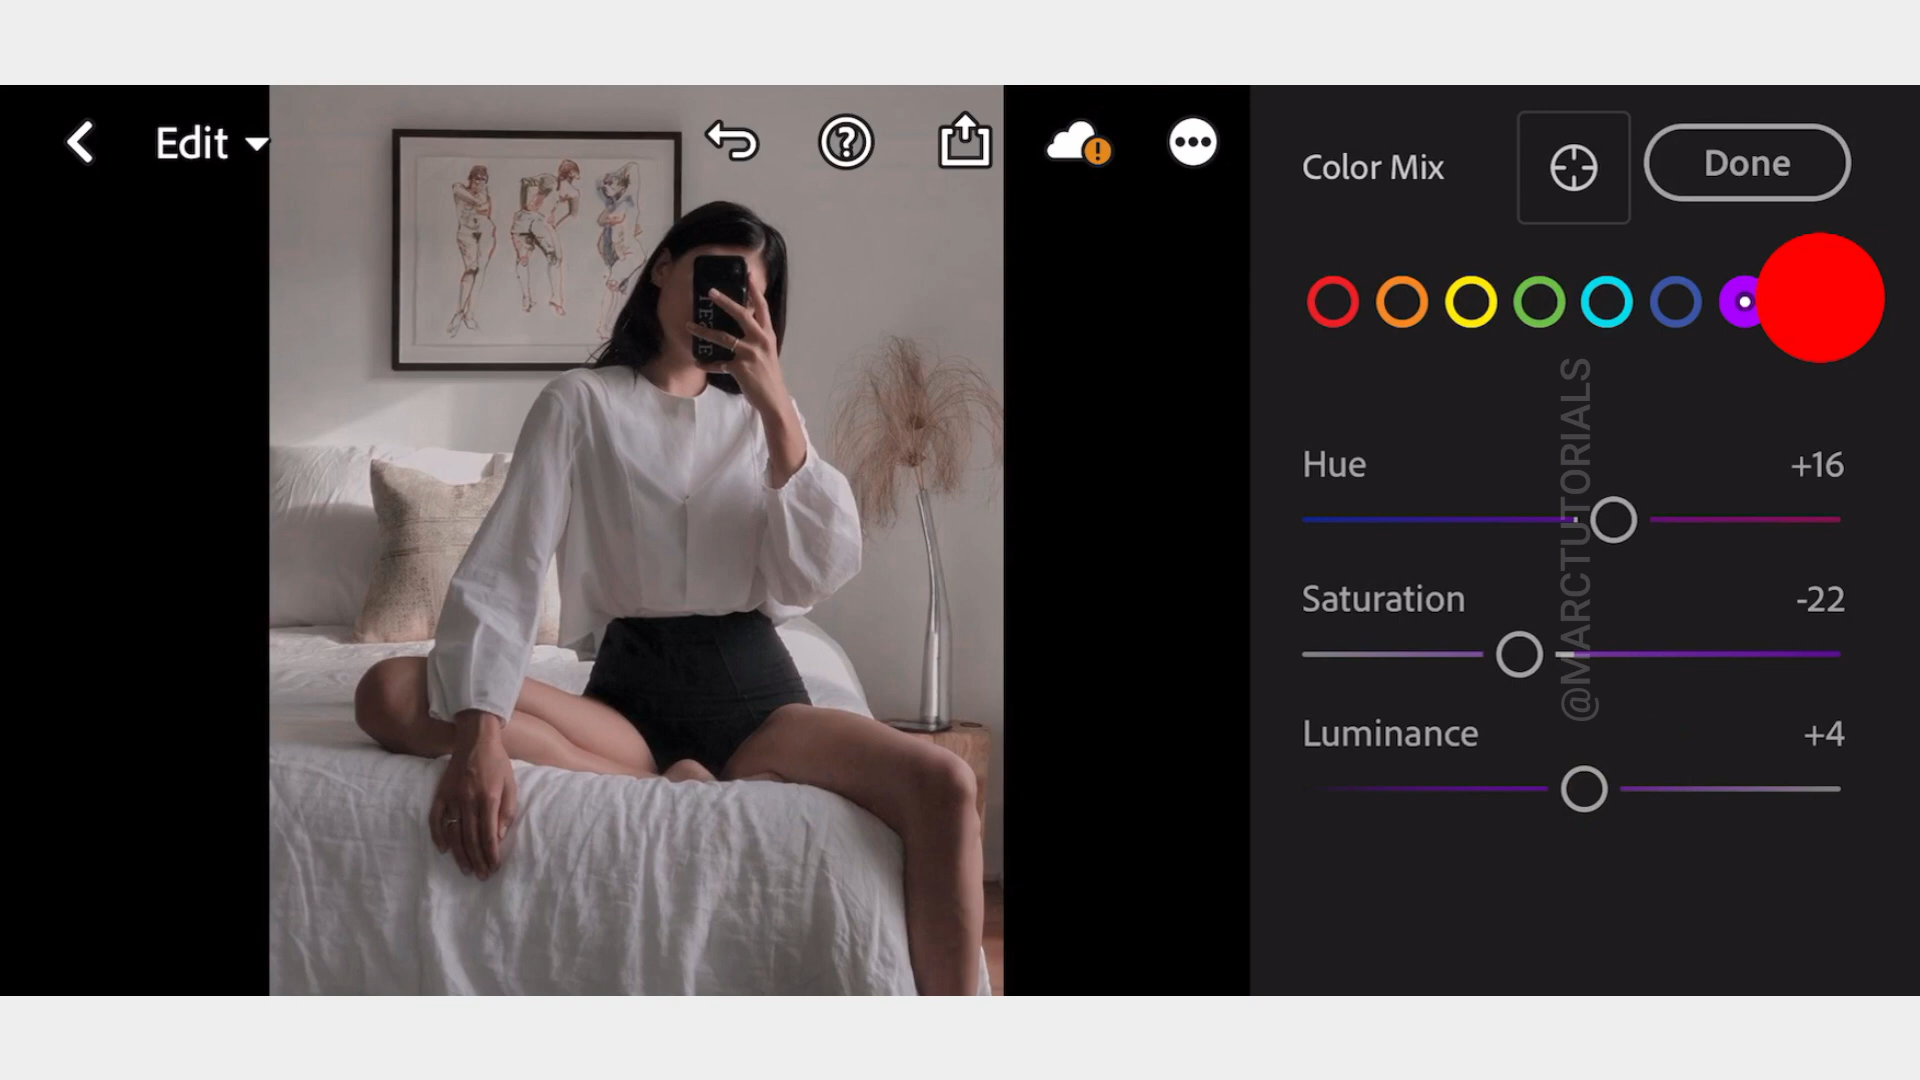 Edit
Color Mix
Done
Hue
+16
Saturation
-22
Luminance
+4
@MARCTUTORIALS